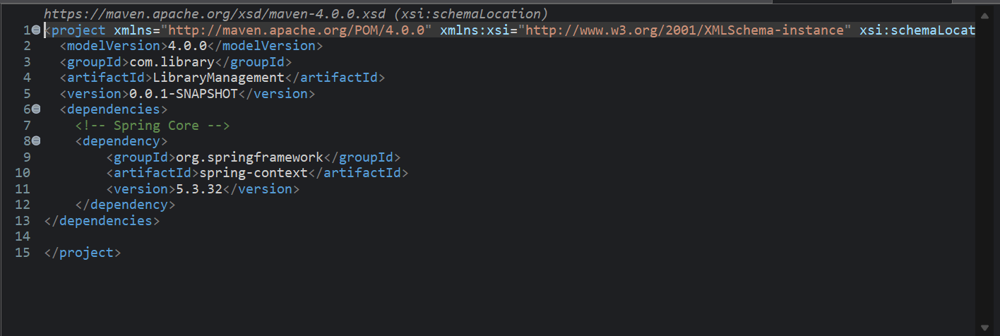 https://maven.apache.org/xsd/maven-4.0.0.xsd (xsi:schemaLocation)
1 <project xmlns="http://maven.apache.org/POM/4.0.0" xmlns:xsi="http://www.w3.org/2001/XMLSchema-instance" xsi:schemaLocat
2 <modelVersion>4.0.0</modelVersion>
3 <groupId>com.library</groupId>
4 <artifactId>LibraryManagement</artifactId>
5 <version>0.0.1-SNAPSHOT</version>
6 <dependencies>
7 <!-- Spring Core -->
8 <dependency>
9 <groupId>org.springframework</groupId>
10 <artifactId>spring-context</artifactId>
11 <version>5.3.32</version>
12 </dependency>
13 </dependencies>
14
15 </project>